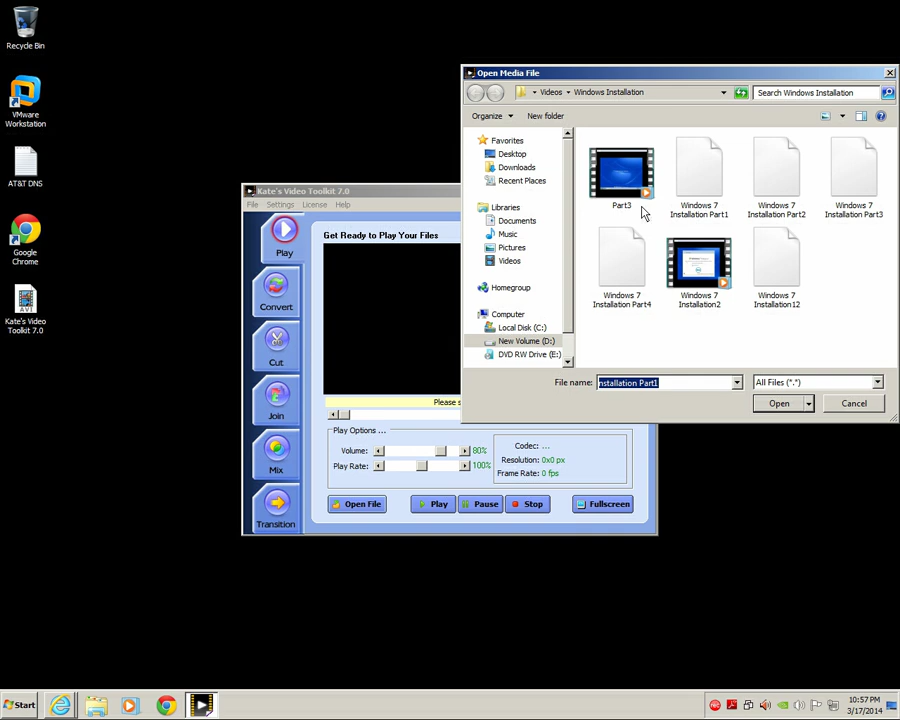 Recycle Bin
VMware
Workstation
AT&T DNS
Google
Chrome
AVI
Kate's Video
Toolkit 7.0
Open Media File
Videos
Windows Installation
Search Windows Installation
Organize
New folder
Favorites
Desktop
Downloads
Recent Places
Libraries
Documents
Music
Pictures
Videos
Homegroup
Computer
Local Disk (C:)
New Volume (D:)
DVD RW Drive (E:)
Part3
Windows 7
Installation Part1
Windows 7
Installation Part2
Windows 7
Installation Part3
Windows 7
Installation Part4
Windows 7
Installation2
Windows 7
Installation12
File name:
nstallation Part1
All Files (*.*)
Open
Cancel
Kate's Video Toolkit 7.0
File Settings License Help
Play
Convert
Cut
Join
Mix
Transition
Get Ready to Play Your Files
Please s
Play Options ...
Volume:
80%
Play Rate:
100%
Codec: ...
Resolution: 0x0 px
Frame Rate: 0 fps
Open File
Play
Pause
Stop
Fullscreen
Start
10:57 PM
3/17/2014